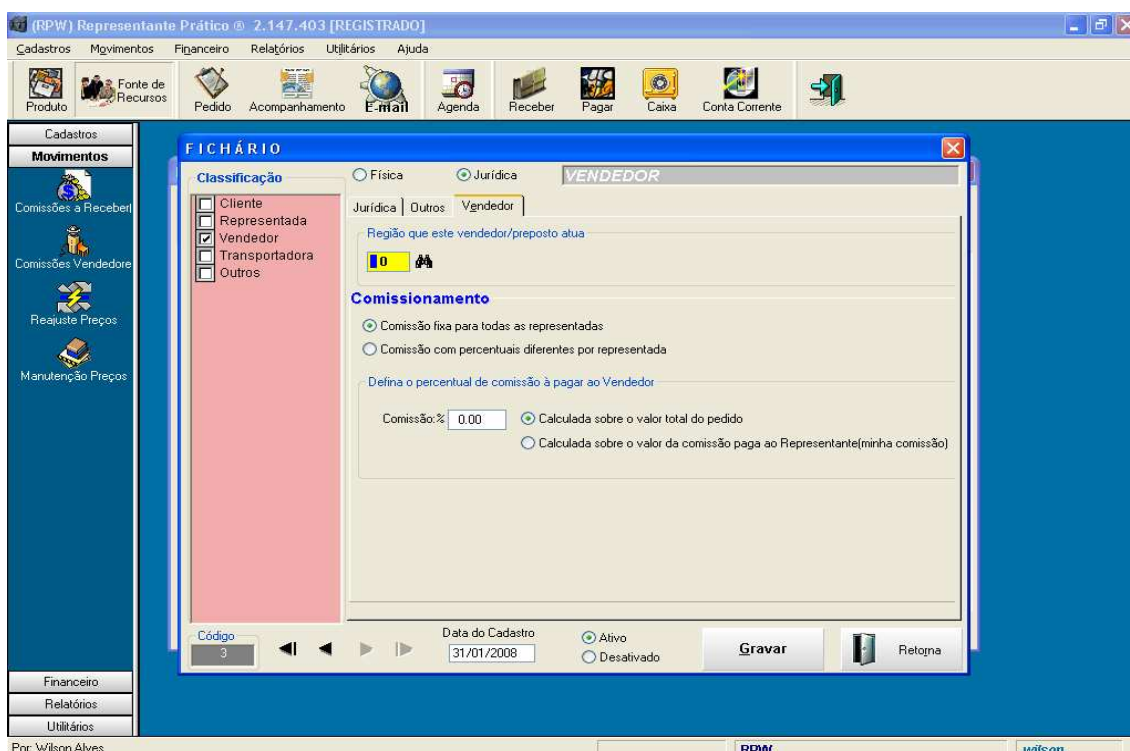 (RPW) Representante Prático ® 2.147.403 [REGISTRADO]
Cadastros Movimentos Financeiro Relatórios Utilitários Ajuda
Produto Fonte de Recursos Pedido Acompanhamento E-mail Agenda Receber Pagar Caixa Conta Corrente
Cadastros
Movimentos
Comissões a Receber
Comissões Vendedore
Reajuste Preços
Manutenção Preços
Financeiro
Relatórios
Utilitários
FICHÁRIO
Classificação
Cliente
Representada
Vendedor
Transportadora
Outros
Física Jurídica VENDEDOR
Jurídica Outros Vendedor
Região que este vendedor/preposto atua
0
Comissionamento
Comissão fixa para todas as representadas
Comissão com percentuais diferentes por representada
Defina o percentual de comissão à pagar ao Vendedor
Comissão:% 0.00 Calculada sobre o valor total do pedido
Calculada sobre o valor da comissão paga ao Representante(minha comissão)
Código
3
Data do Cadastro
31/01/2008
Ativo
Desativado
Gravar
Retorna
Por: Wilson Alves RPW wilson